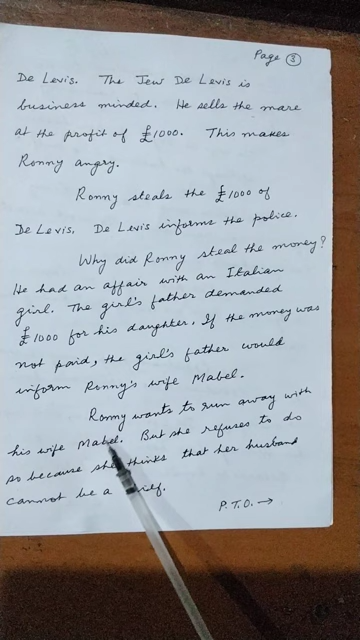 Page 3
De Levis. The Jew De Levis is
business minded. He sells the mare
at the profit of £1000. This makes
Ronny angry.
Ronny steals the £1000 of
De Levis. De Levis informs the police.
Why did Ronny steal the money?
He had an affair with an Italian
girl. The girl's father demanded
£1000 for his daughter. If the money was
not paid, the girl's father would
inform Ronny's wife Mabel.
Ronny wants to run away with
his wife Mabel. But she refuses to do
so because she thinks that her husband
cannot be a
P.T.O. →